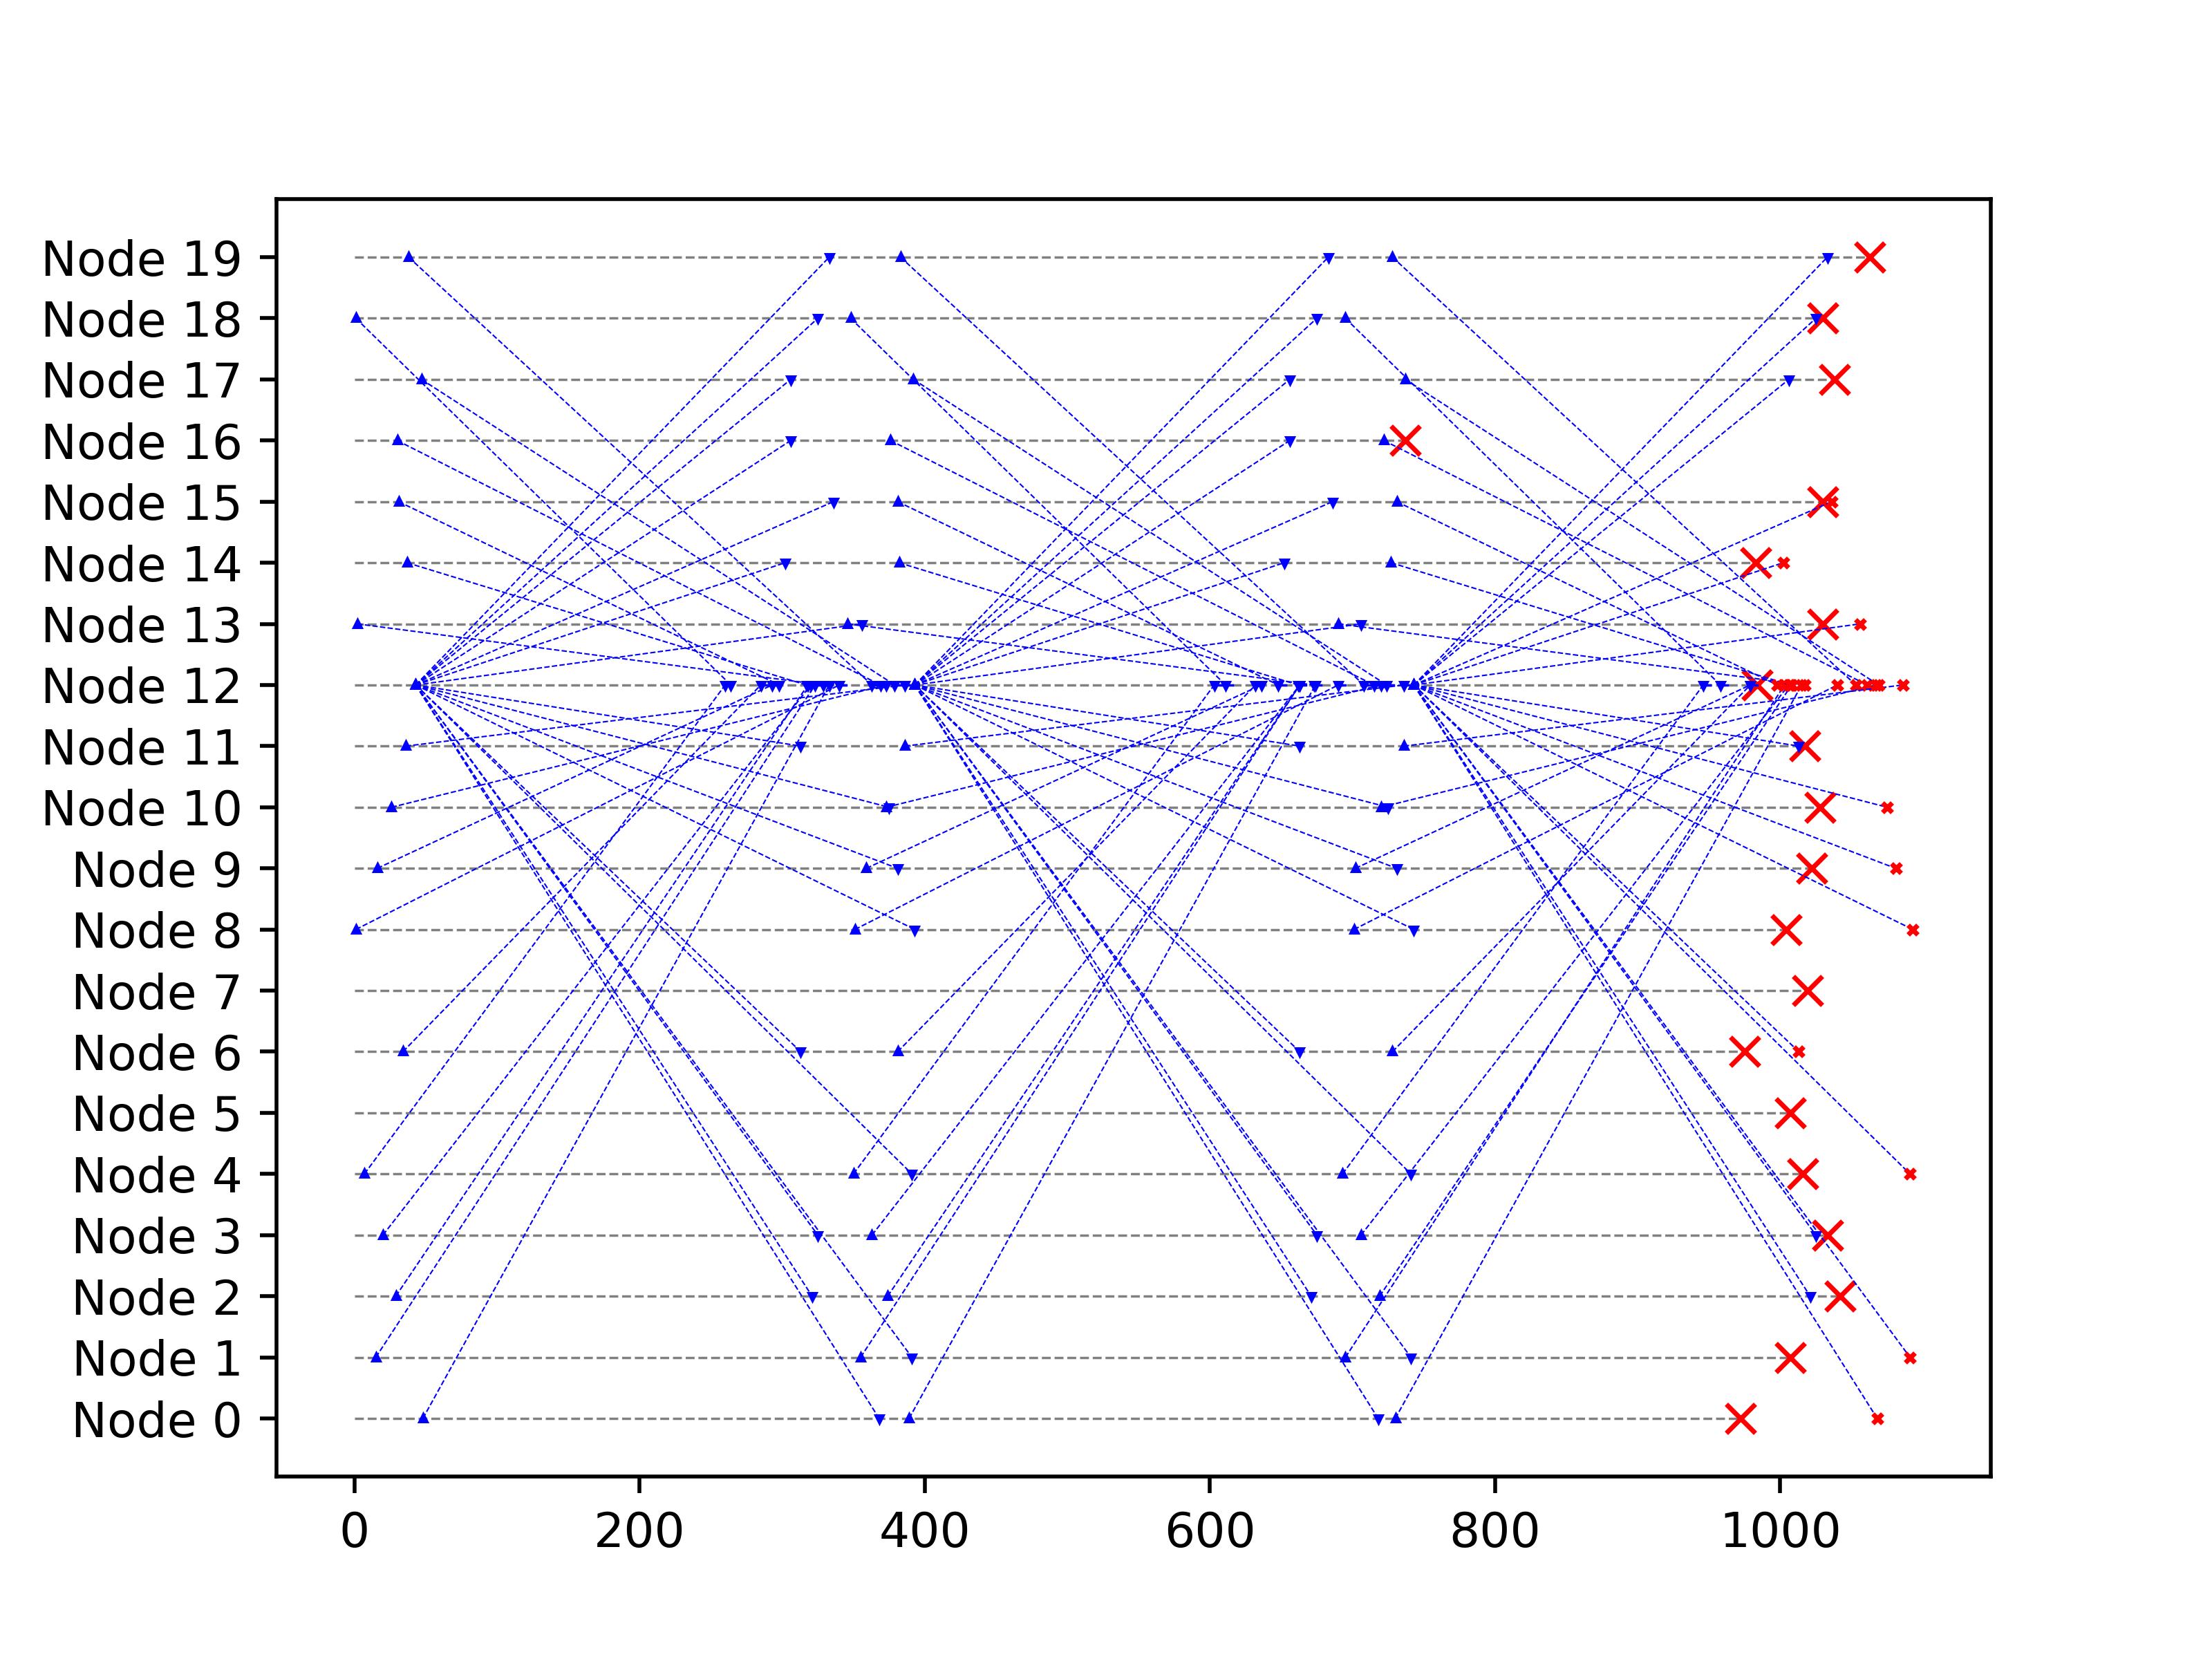 Node 19
Node 18
Node 17
Node 16
Node 15
Node 14
Node 13
Node 12
Node 11
Node 10
Node 9
Node 8
Node 7
Node 6
Node 5
Node 4
Node 3
Node 2
Node 1
Node 0
0 200 400 600 800 1000